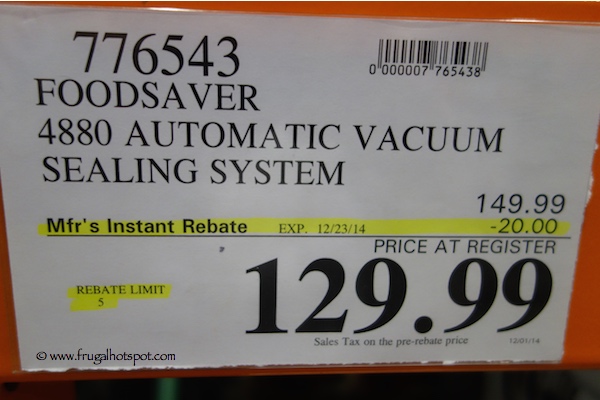 776543
0 000007 765438
FOODSAVER
4880 AUTOMATIC VACUUM
SEALING SYSTEM
149.99
Mfr's Instant Rebate EXP. 12/23/14 -20.00
PRICE AT REGISTER
REBATE LIMIT
5
129.99
Sales Tax on the pre-rebate price 12/01/14
© www.frugalhotspot.com